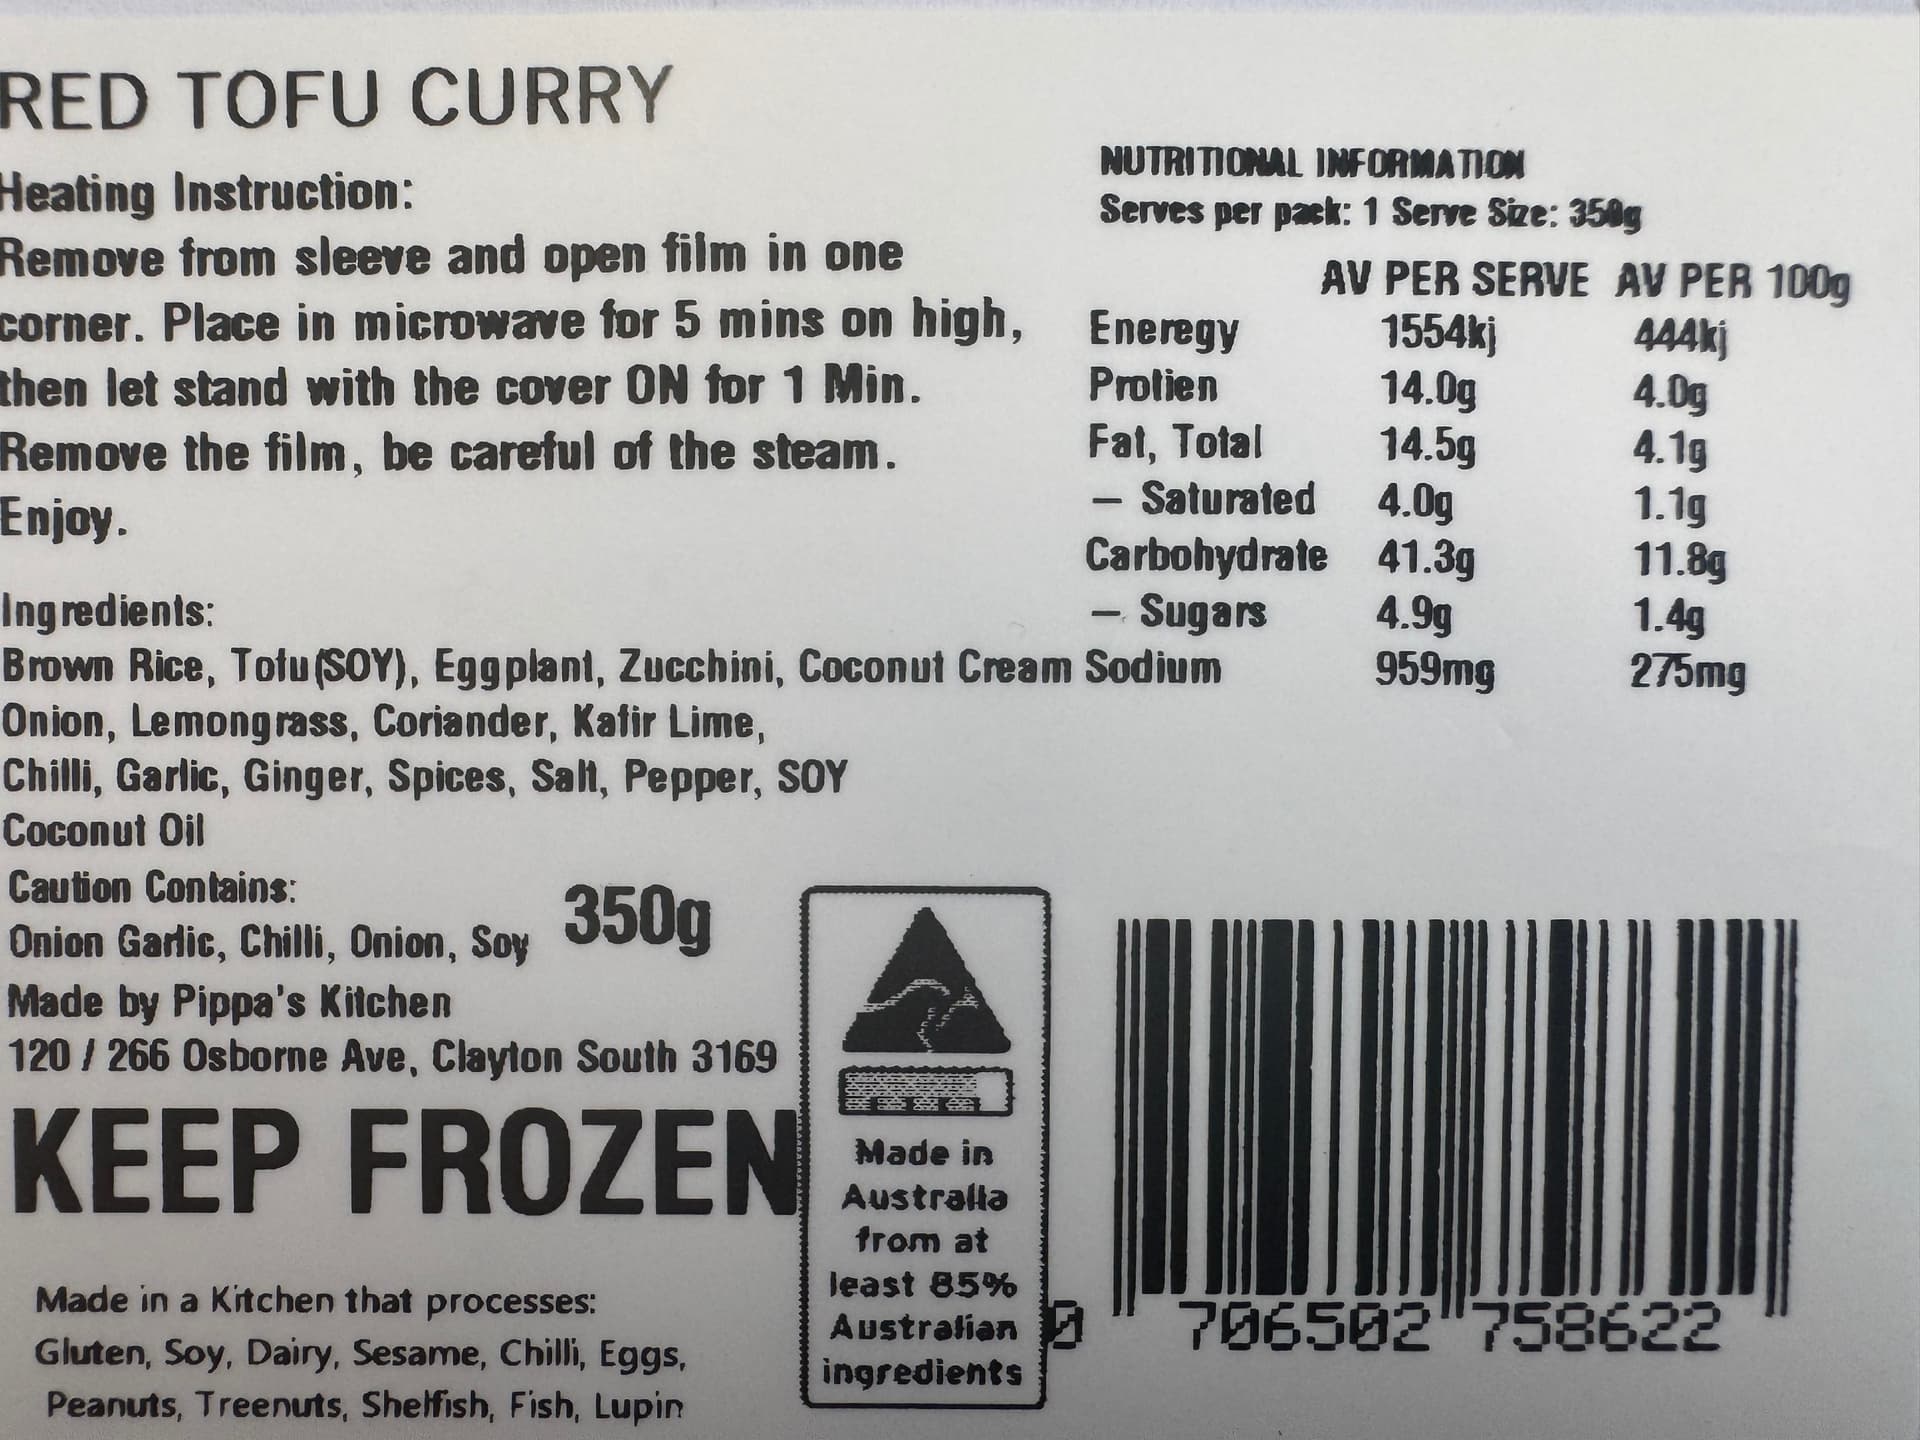 RED TOFU CURRY
Heating Instruction:
Remove from sleeve and open film in one
corner. Place in microwave for 5 mins on high,
then let stand with the cover ON for 1 Min.
Remove the film, be careful of the steam.
Enjoy.
Ingredients:
Brown Rice, Tofu(SOY), Eggplant, Zucchini, Coconut Cream
Onion, Lemongrass, Coriander, Kafir Lime,
Chilli, Garlic, Ginger, Spices, Salt, Pepper, SOY
Coconut Oil
Caution Contains:
Onion Garlic, Chilli, Onion, Soy
350g
Made by Pippa's Kitchen
120 / 266 Osborne Ave, Clayton South 3169
KEEP FROZEN
Made in a Kitchen that processes:
Gluten, Soy, Dairy, Sesame, Chilli, Eggs,
Peanuts, Treenuts, Shelfish, Fish, Lupin
NUTRITIONAL INFORMATION
Serves per pack: 1 Serve Size: 350g
AV PER SERVE AV PER 100g
Eneregy 1554kj 444kj
Protien 14.0g 4.0g
Fat, Total 14.5g 4.1g
– Saturated 4.0g 1.1g
Carbohydrate 41.3g 11.8g
– Sugars 4.9g 1.4g
Sodium 959mg 275mg
Made in
Australia
from at
least 85%
Australian
ingredients
0 706502 758622